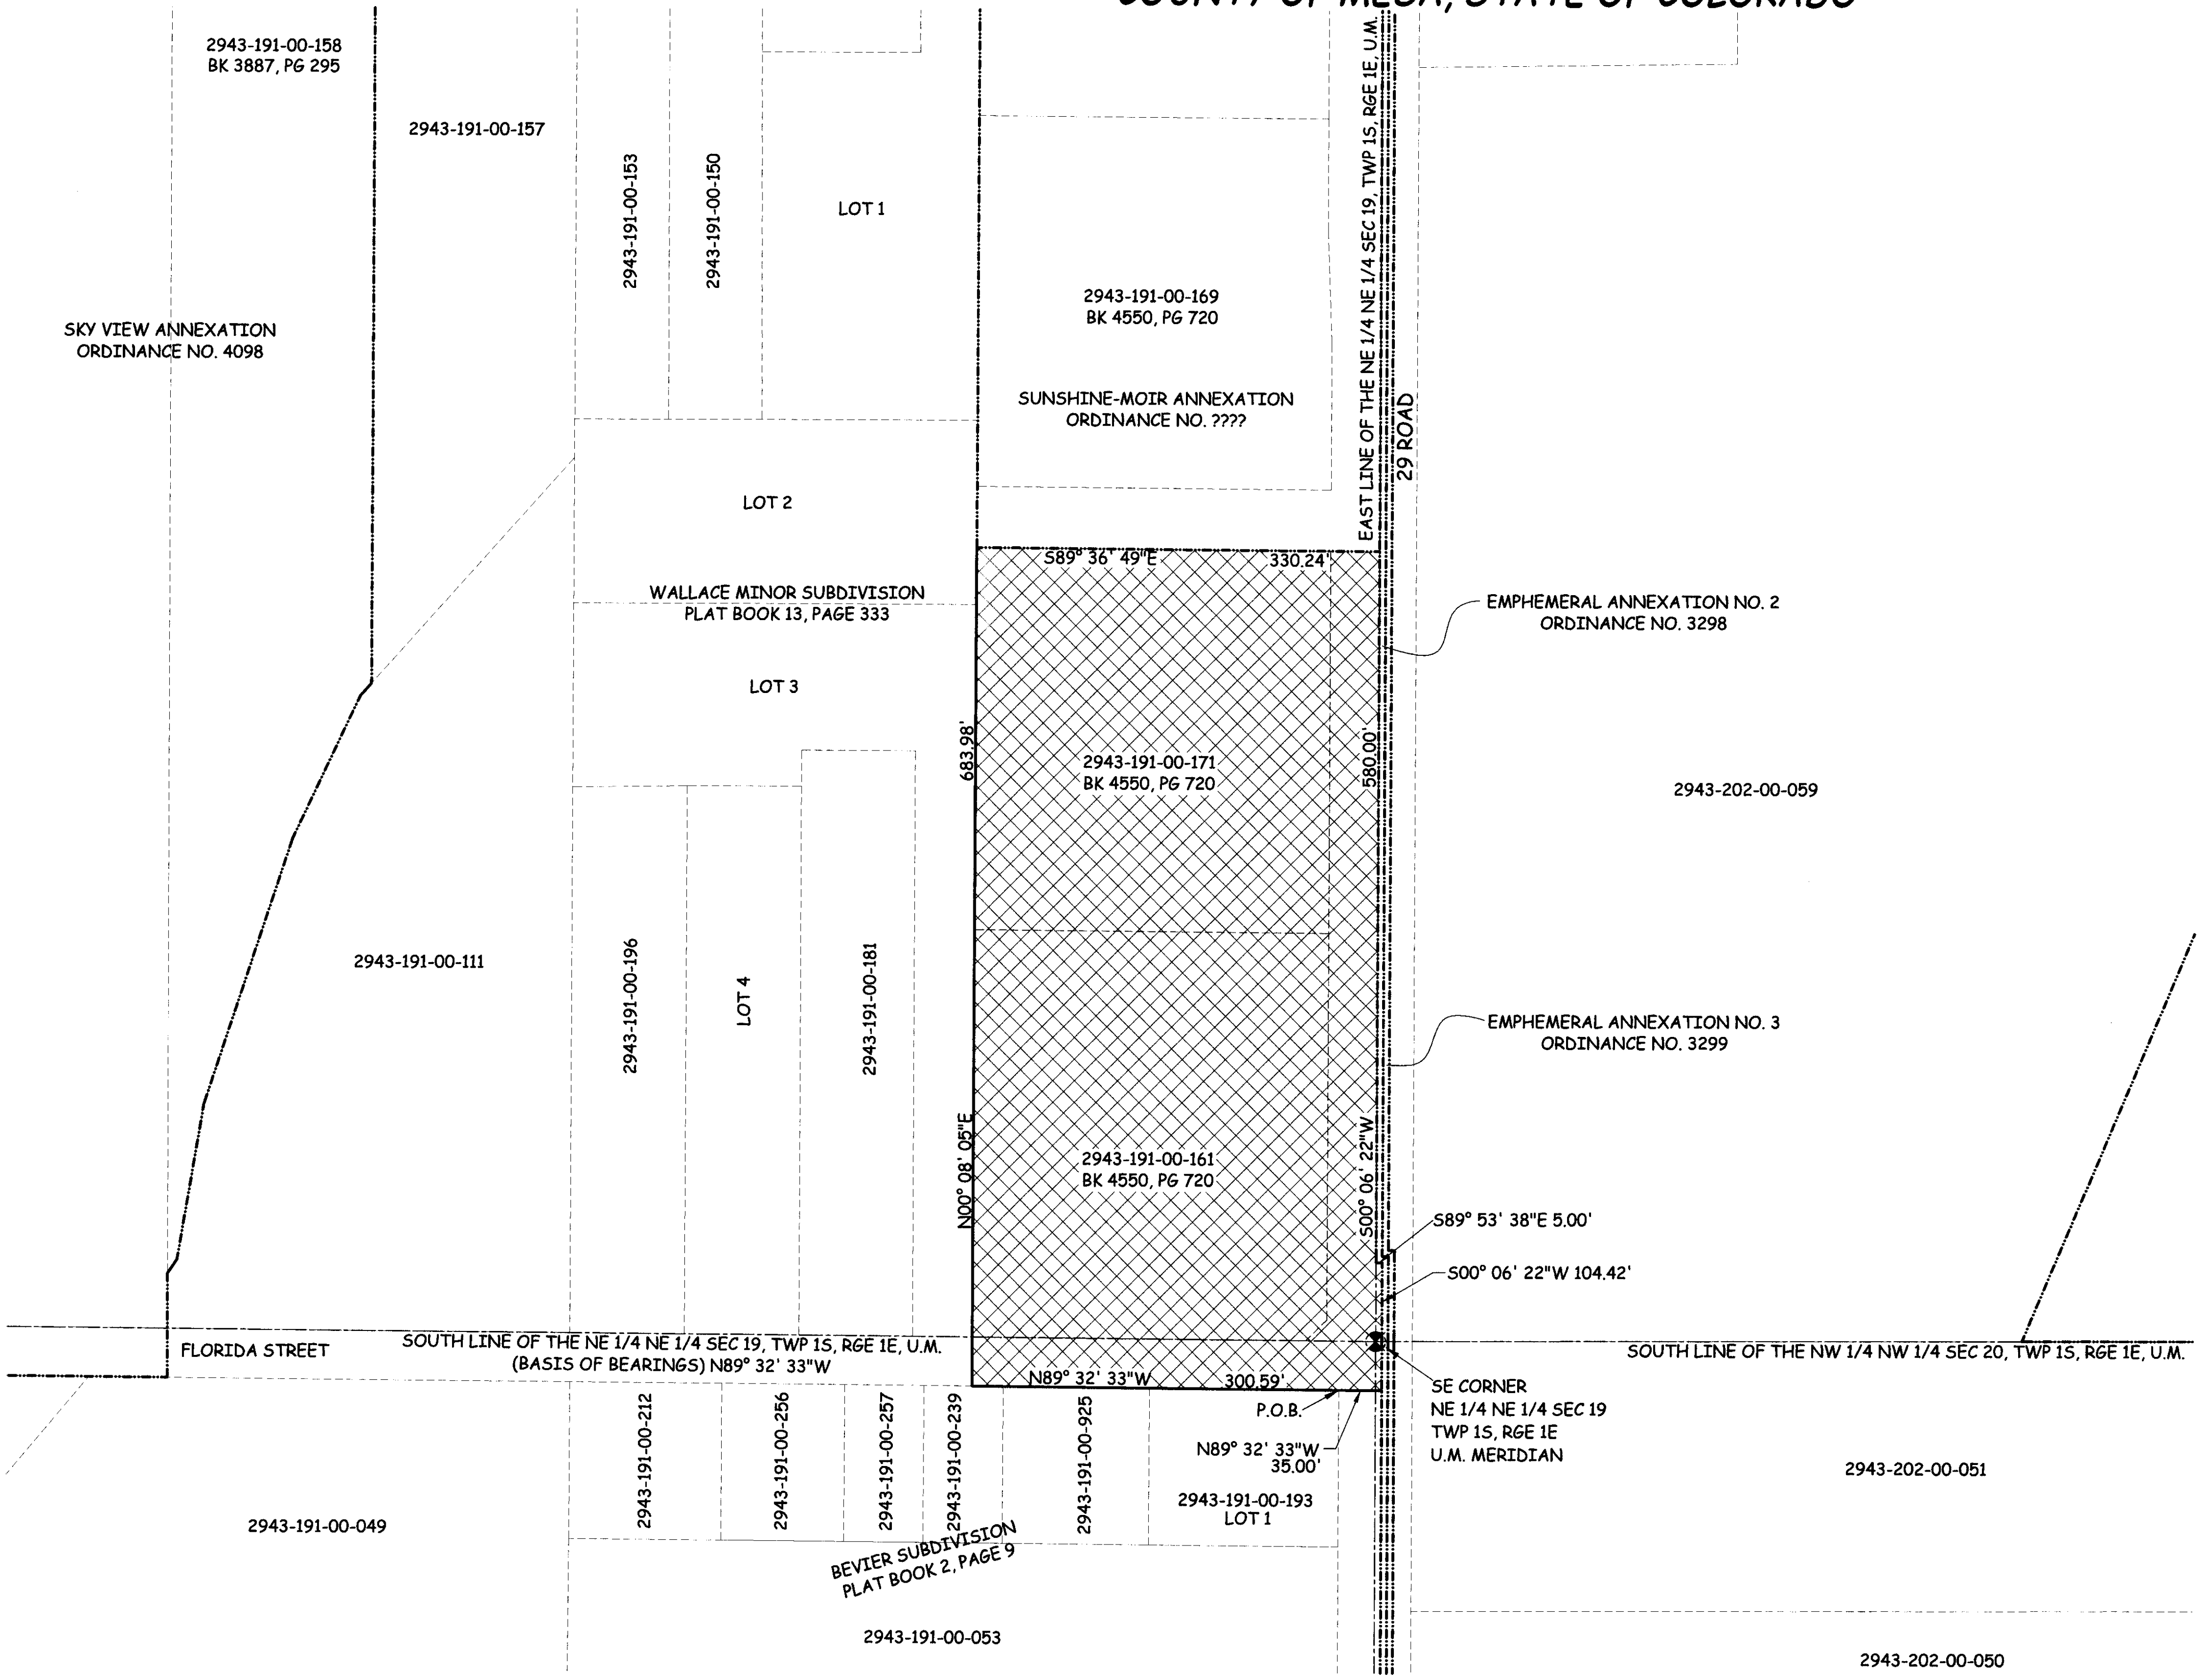 COUNTY OF MESA, STATE OF COLORADO
2943-191-00-158
BK 3887, PG 295
2943-191-00-157
2943-191-00-153
2943-191-00-150
LOT 1
2943-191-00-169
BK 4550, PG 720
SKY VIEW ANNEXATION
ORDINANCE NO. 4098
SUNSHINE-MOIR ANNEXATION
ORDINANCE NO. ????
EAST LINE OF THE NE 1/4 NE 1/4 SEC 19, TWP 1S, RGE 1E, U.M.
29 ROAD
LOT 2
S89° 36' 49"E
330.24'
WALLACE MINOR SUBDIVISION
PLAT BOOK 13, PAGE 333
EMPHEMERAL ANNEXATION NO. 2
ORDINANCE NO. 3298
LOT 3
683.98'
2943-191-00-171
BK 4550, PG 720
580.00'
2943-202-00-059
2943-191-00-111
2943-191-00-196
LOT 4
2943-191-00-181
EMPHEMERAL ANNEXATION NO. 3
ORDINANCE NO. 3299
N00° 08' 05"E
2943-191-00-161
BK 4550, PG 720
S00° 06' 22"W
S89° 53' 38"E 5.00'
S00° 06' 22"W 104.42'
FLORIDA STREET
SOUTH LINE OF THE NE 1/4 NE 1/4 SEC 19, TWP 1S, RGE 1E, U.M.
(BASIS OF BEARINGS) N89° 32' 33"W
SOUTH LINE OF THE NW 1/4 NW 1/4 SEC 20, TWP 1S, RGE 1E, U.M.
N89° 32' 33"W
300.59'
SE CORNER
NE 1/4 NE 1/4 SEC 19
TWP 1S, RGE 1E
U.M. MERIDIAN
P.O.B.
N89° 32' 33"W
35.00'
2943-191-00-212
2943-191-00-256
2943-191-00-257
2943-191-00-239
2943-191-00-925
2943-191-00-193
LOT 1
2943-202-00-051
2943-191-00-049
BEVIER SUBDIVISION
PLAT BOOK 2, PAGE 9
2943-191-00-053
2943-202-00-050